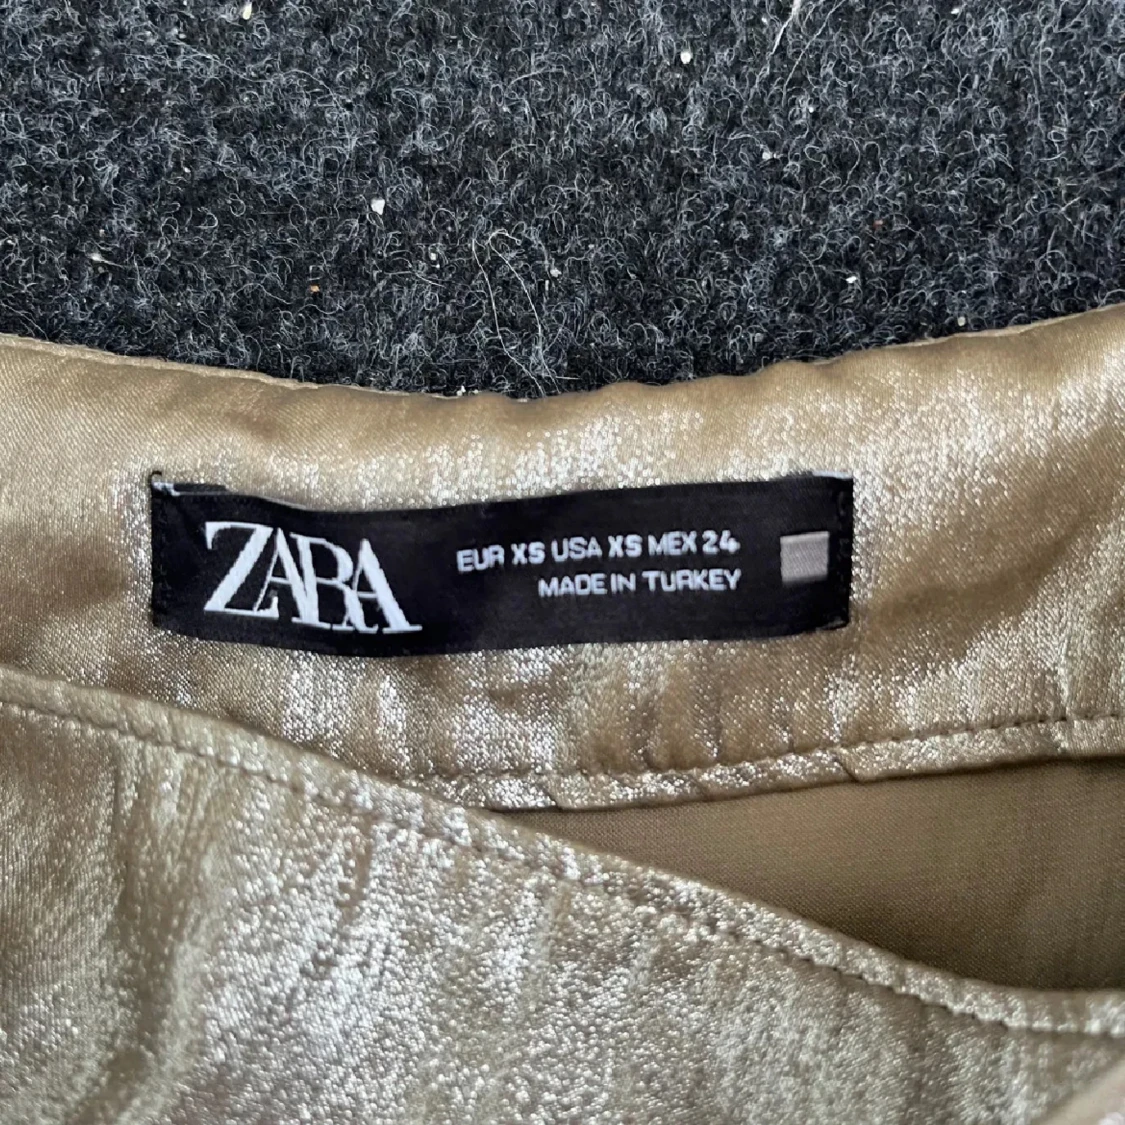 ZARA
EUR XS USA XS MEX 24
MADE IN TURKEY